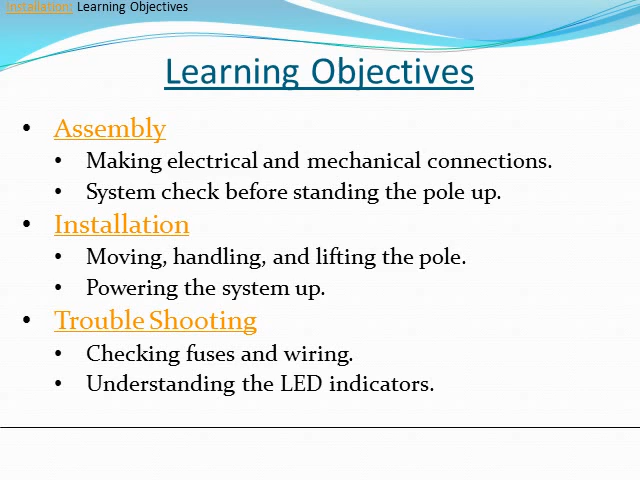 Installation: Learning Objectives
Learning Objectives
• Assembly
• Making electrical and mechanical connections.
• System check before standing the pole up.
• Installation
• Moving, handling, and lifting the pole.
• Powering the system up.
• Trouble Shooting
• Checking fuses and wiring.
• Understanding the LED indicators.